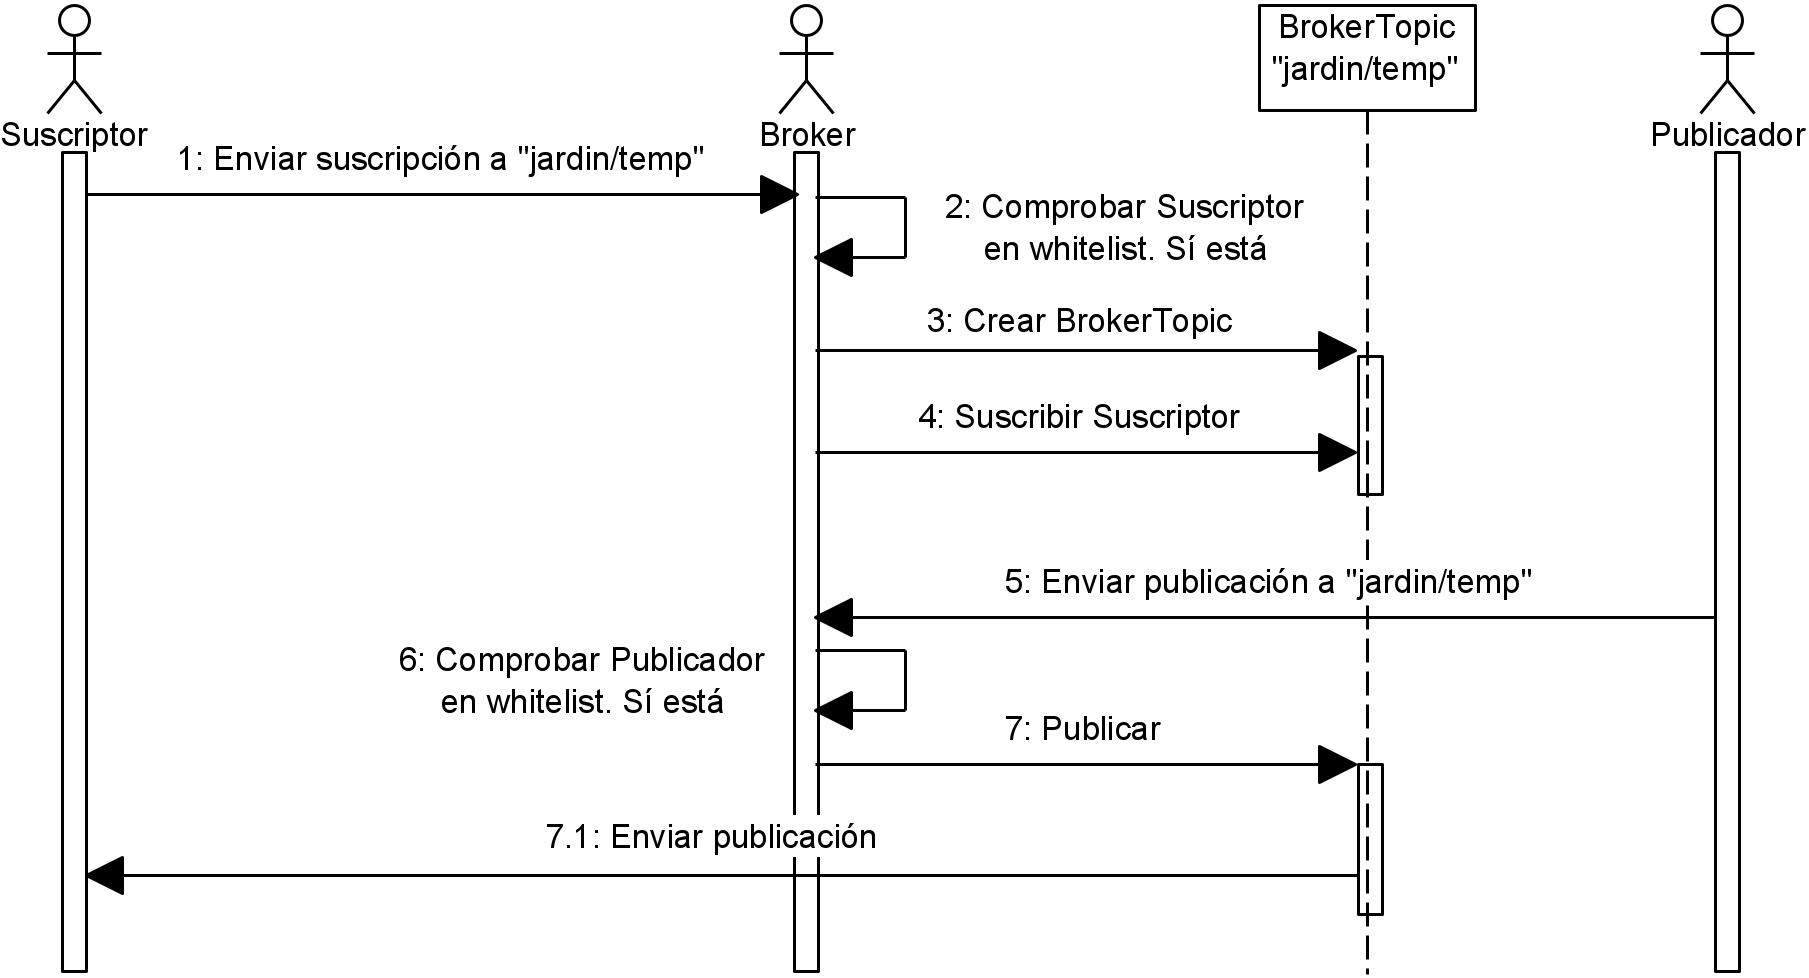 BrokerTopic
"jardin/temp"
Suscriptor
Broker
Publicador
1: Enviar suscripción a "jardin/temp"
2: Comprobar Suscriptor
en whitelist. Sí está
3: Crear BrokerTopic
4: Suscribir Suscriptor
5: Enviar publicación a "jardin/temp"
6: Comprobar Publicador
en whitelist. Sí está
7: Publicar
7.1: Enviar publicación